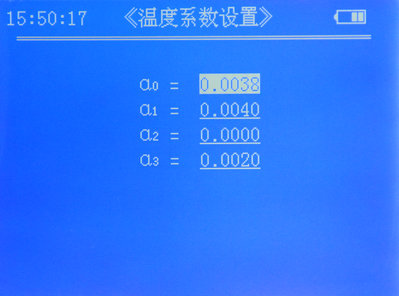 15:50:17 《温度系数设置》
α0 = 0.0038
α1 = 0.0040
α2 = 0.0000
α3 = 0.0020